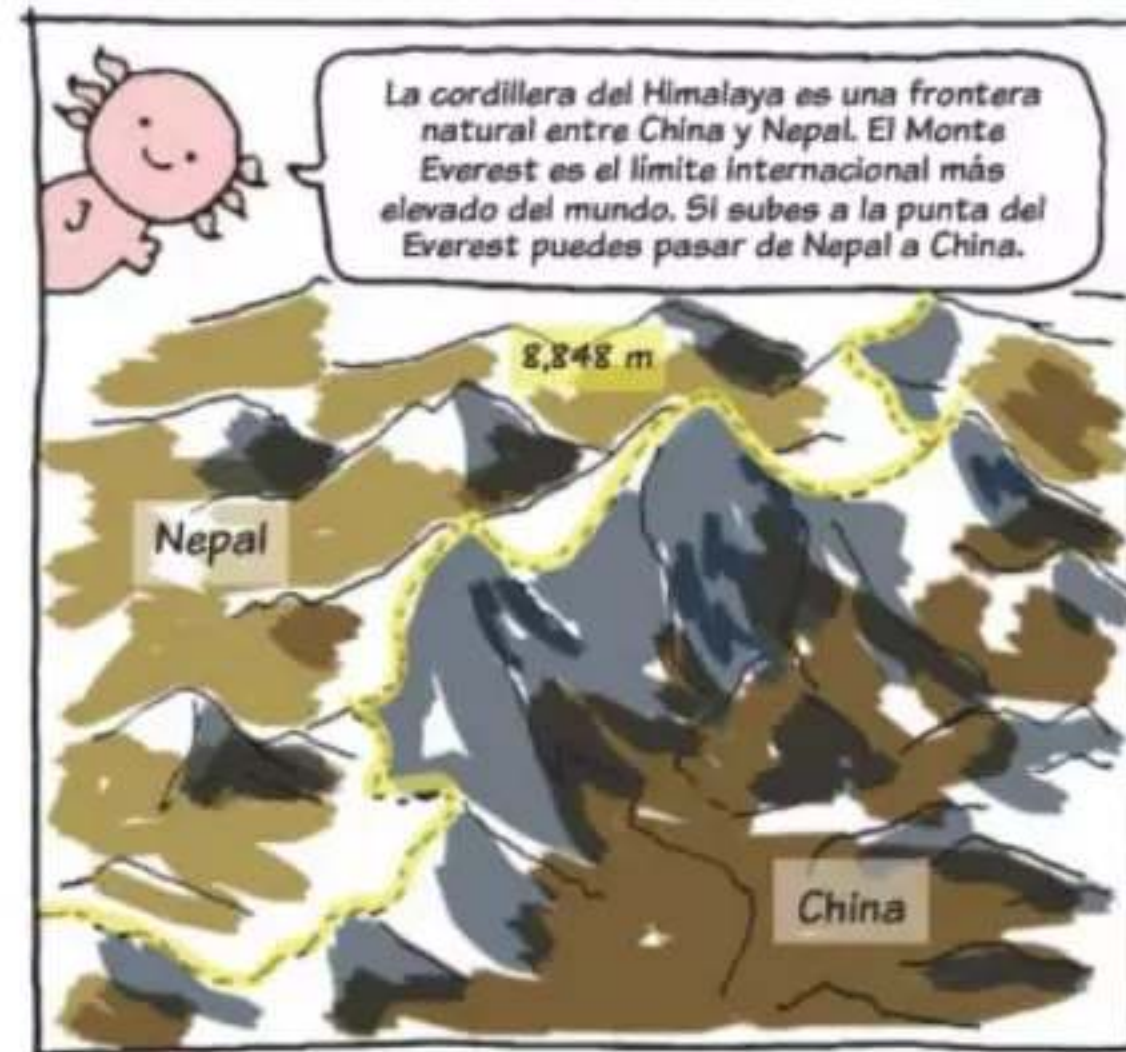 La cordillera del Himalaya es una frontera
natural entre China y Nepal. El Monte
Everest es el límite internacional más
elevado del mundo. Si subes a la punta del
Everest puedes pasar de Nepal a China.
J
8,848 m
Nepal
China